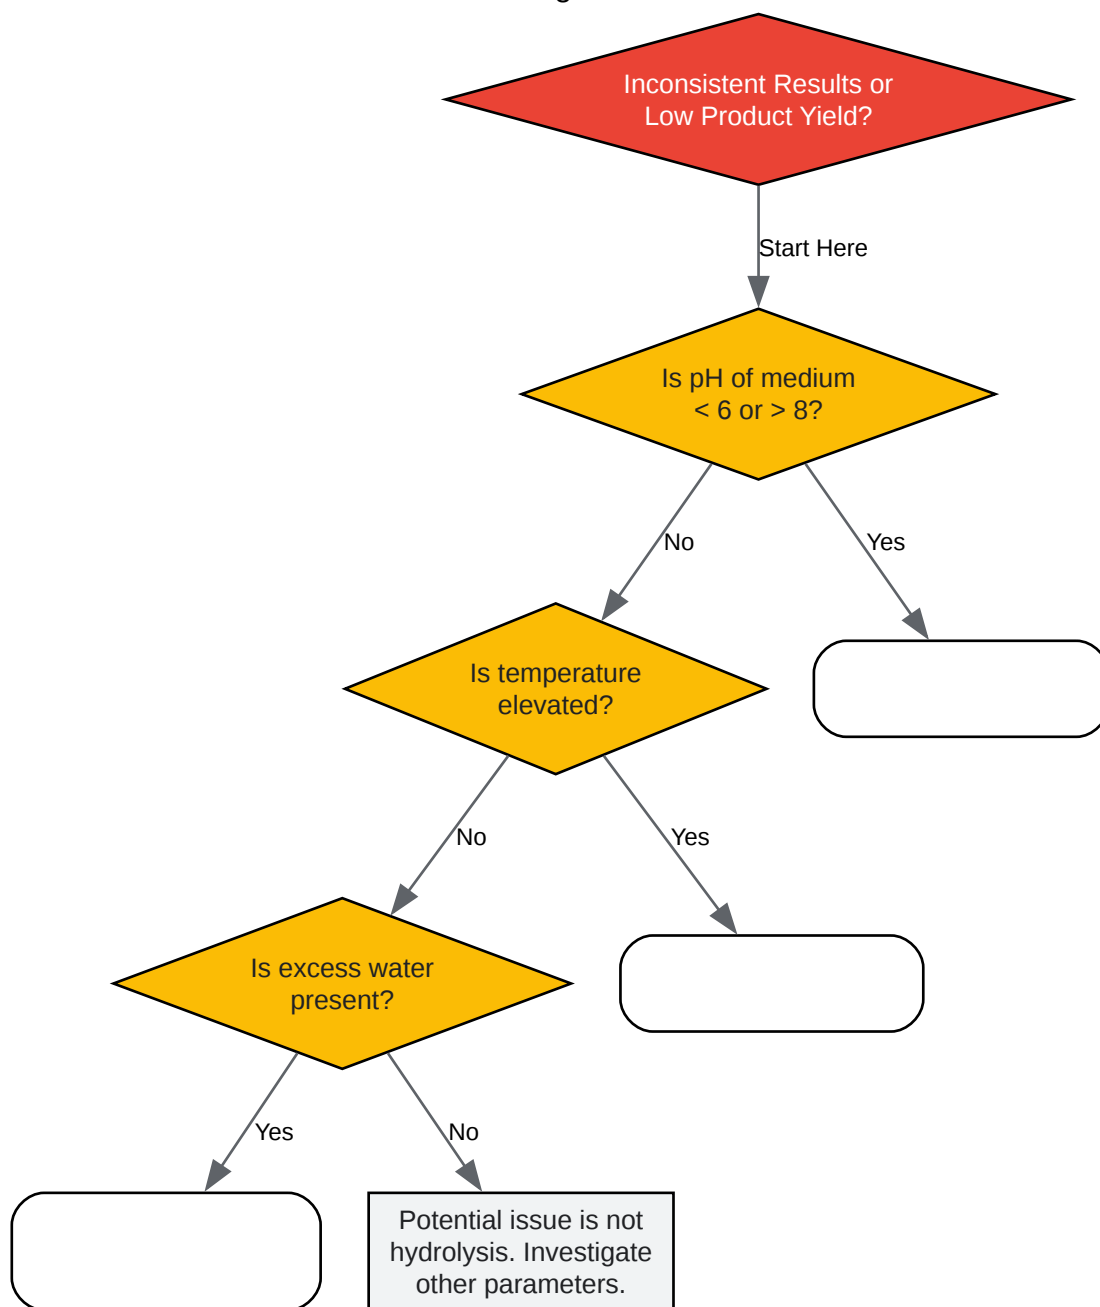 Inconsistent Results or
Low Product Yield?
Start Here
Is pH of medium
< 6 or > 8?
No
Yes
Is temperature
elevated?
No
Yes
Is excess water
present?
Yes
No
Potential issue is not
hydrolysis. Investigate
other parameters.